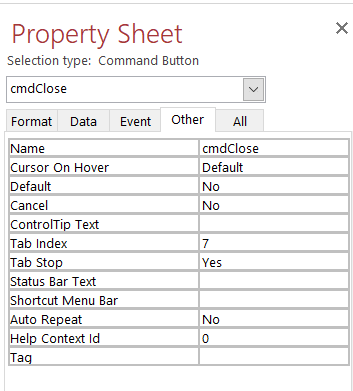 Property Sheet
Selection type: Command Button
cmdClose
Format Data Event Other All
Name cmdClose
Cursor On Hover Default
Default No
Cancel No
ControlTip Text
Tab Index 7
Tab Stop Yes
Status Bar Text
Shortcut Menu Bar
Auto Repeat No
Help Context Id 0
Tag